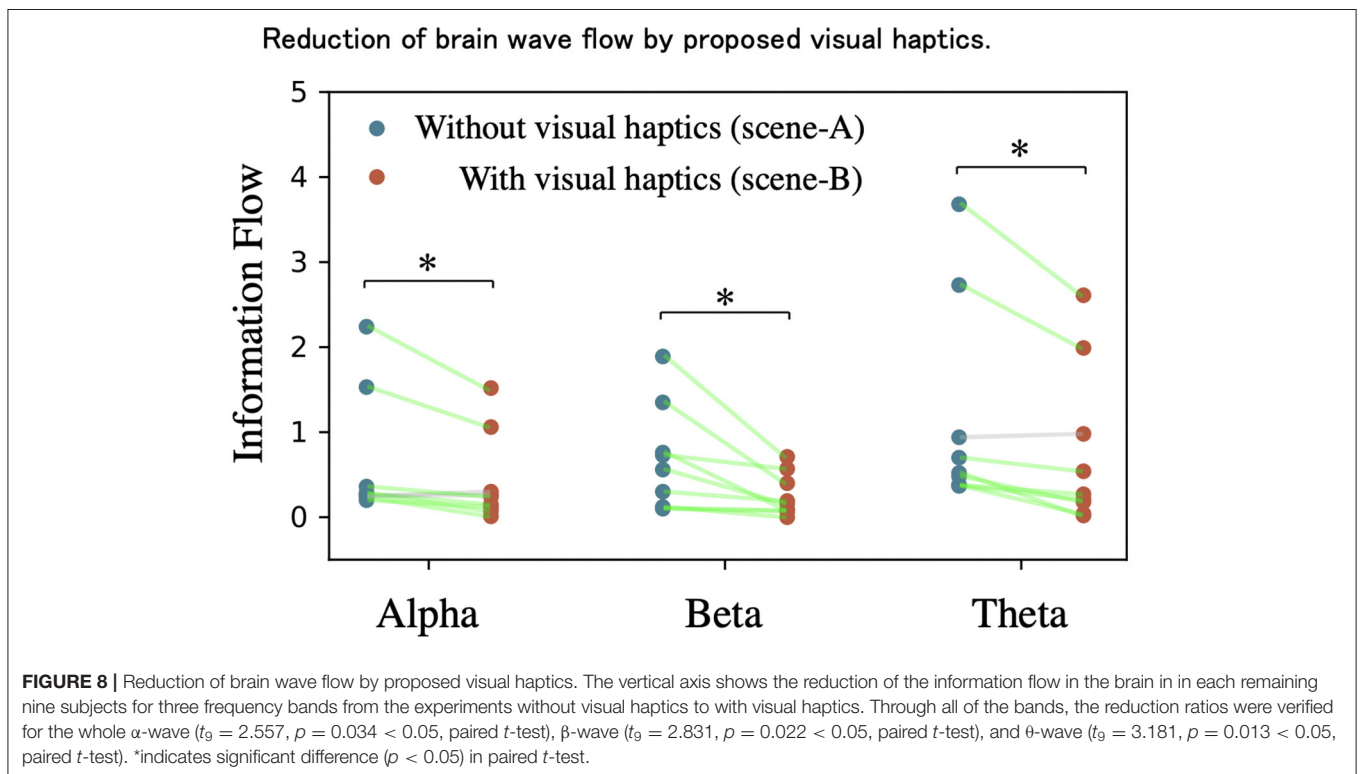 Reduction of brain wave flow by proposed visual haptics.
5
Without visual haptics (scene-A)
4
With visual haptics (scene-B)
*
3
*
*
2
1
0
Information Flow
Alpha
Beta
Theta
FIGURE 8 | Reduction of brain wave flow by proposed visual haptics. The vertical axis shows the reduction of the information flow in the brain in in each remaining
nine subjects for three frequency bands from the experiments without visual haptics to with visual haptics. Through all of the bands, the reduction ratios were verified
for the whole α-wave (t₉ = 2.557, p = 0.034 < 0.05, paired t-test), β-wave (t₉ = 2.831, p = 0.022 < 0.05, paired t-test), and θ-wave (t₉ = 3.181, p = 0.013 < 0.05,
paired t-test). *indicates significant difference (p < 0.05) in paired t-test.